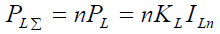 P_{LΣ} = nP_L = nK_L I_{Ln}